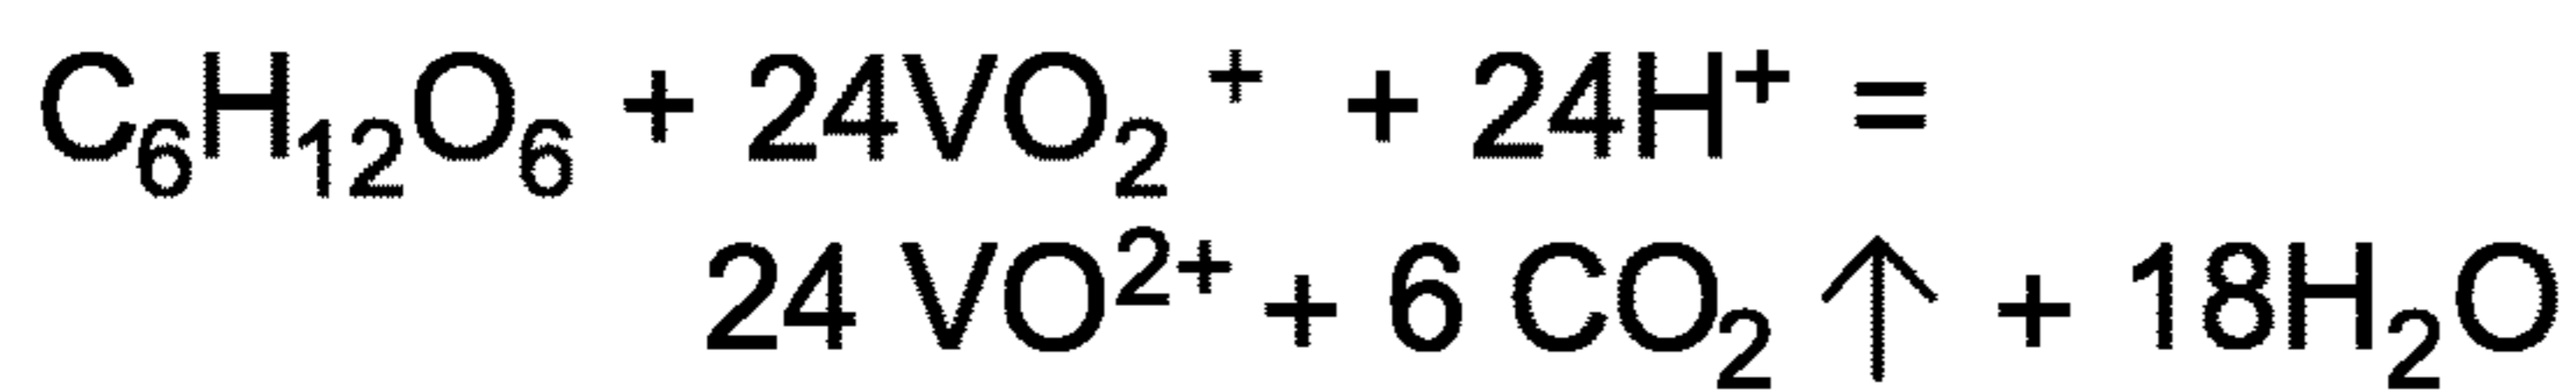 C₆H₁₂O₆ + 24VO₂⁺ + 24H⁺ =
24 VO²⁺ + 6 CO₂ ↑ + 18H₂O